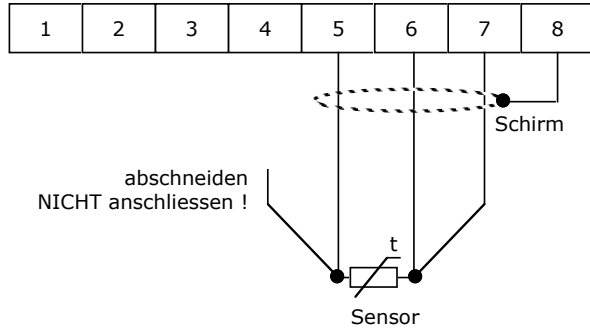 1 2 3 4 5 6 7 8
Schirm
abschneiden
NICHT anschliessen !
t
Sensor